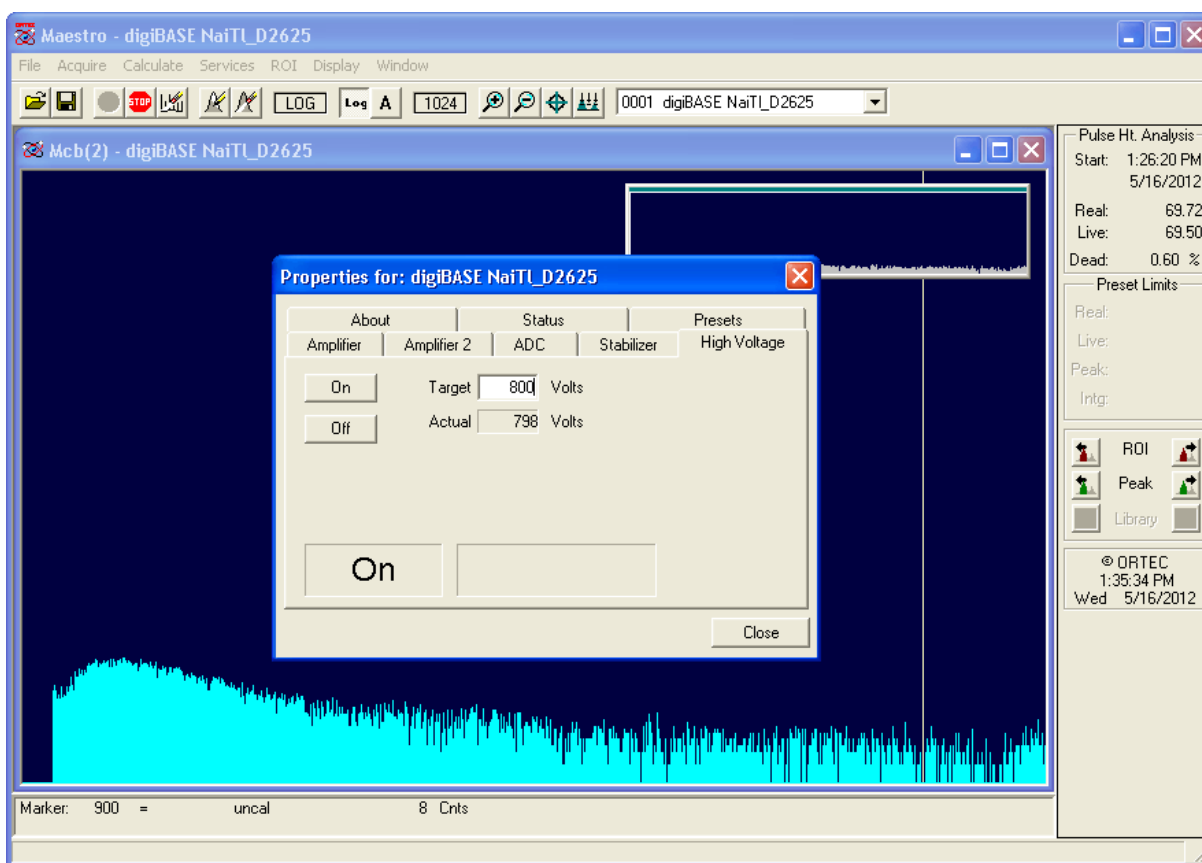 ORTEC
Maestro - digiBASE NaiTl_D2625
File Acquire Calculate Services ROI Display Window
STOP LOG Log A 1024 0001 digiBASE NaiTl_D2625
Mcb(2) - digiBASE NaiTl_D2625
Pulse Ht. Analysis
Start: 1:26:20 PM
5/16/2012
Real: 69.72
Live: 69.50
Dead: 0.60 %
Preset Limits
Real:
Live:
Peak:
Intg:
ROI
Peak
Library
© ORTEC
1:35:34 PM
Wed 5/16/2012
Properties for: digiBASE NaiTl_D2625
About Status Presets
Amplifier Amplifier 2 ADC Stabilizer High Voltage
On Target 800 Volts
Off Actual 798 Volts
On
Close
Marker: 900 = uncal 8 Cnts